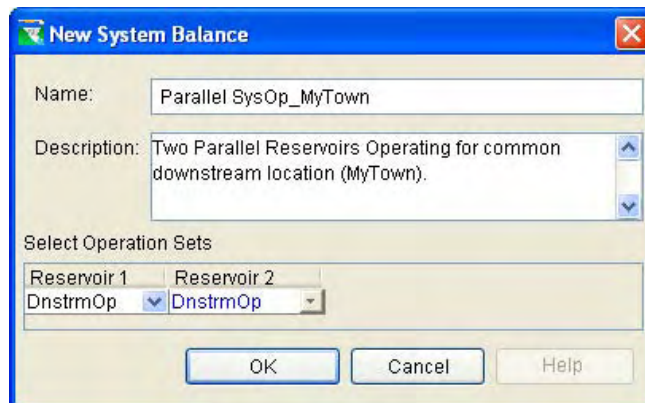 New System Balance
Name: Parallel SysOp_MyTown
Description: Two Parallel Reservoirs Operating for common
downstream location (MyTown).
Select Operation Sets
Reservoir 1 Reservoir 2
DnstrmOp DnstrmOp
OK Cancel Help